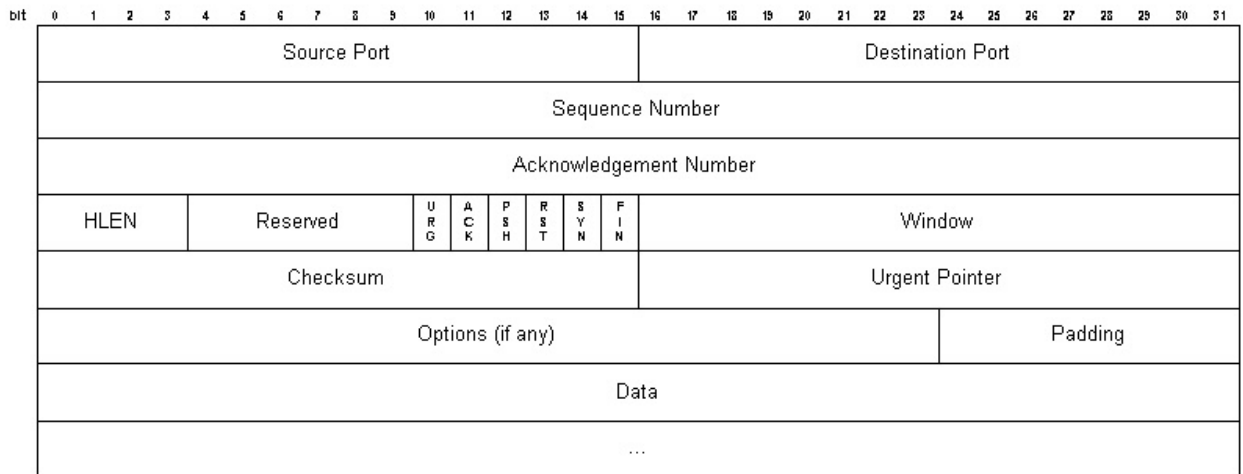 bit 0 1 2 3 4 5 6 7 8 9 10 11 12 13 14 15 16 17 18 19 20 21 22 23 24 25 26 27 28 29 30 31
Source Port Destination Port
Sequence Number
Acknowledgement Number
HLEN Reserved URG ACK PSH RST SYN FIN Window
Checksum Urgent Pointer
Options (if any) Padding
Data
...